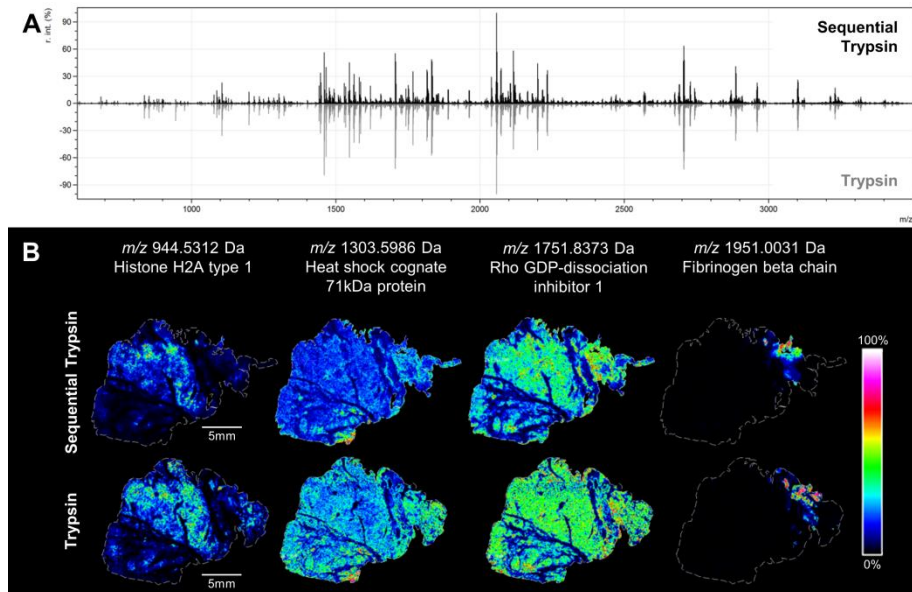 A
r. int. (%)
90
60
30
0
-30
-60
-90
Sequential
Trypsin
Trypsin
1000
1500
2000
2500
3000
m/z
B
m/z 944.5312 Da
Histone H2A type 1
m/z 1303.5986 Da
Heat shock cognate
71kDa protein
m/z 1751.8373 Da
Rho GDP-dissociation
inhibitor 1
m/z 1951.0031 Da
Fibrinogen beta chain
Sequential Trypsin
5mm
100%
Trypsin
5mm
0%